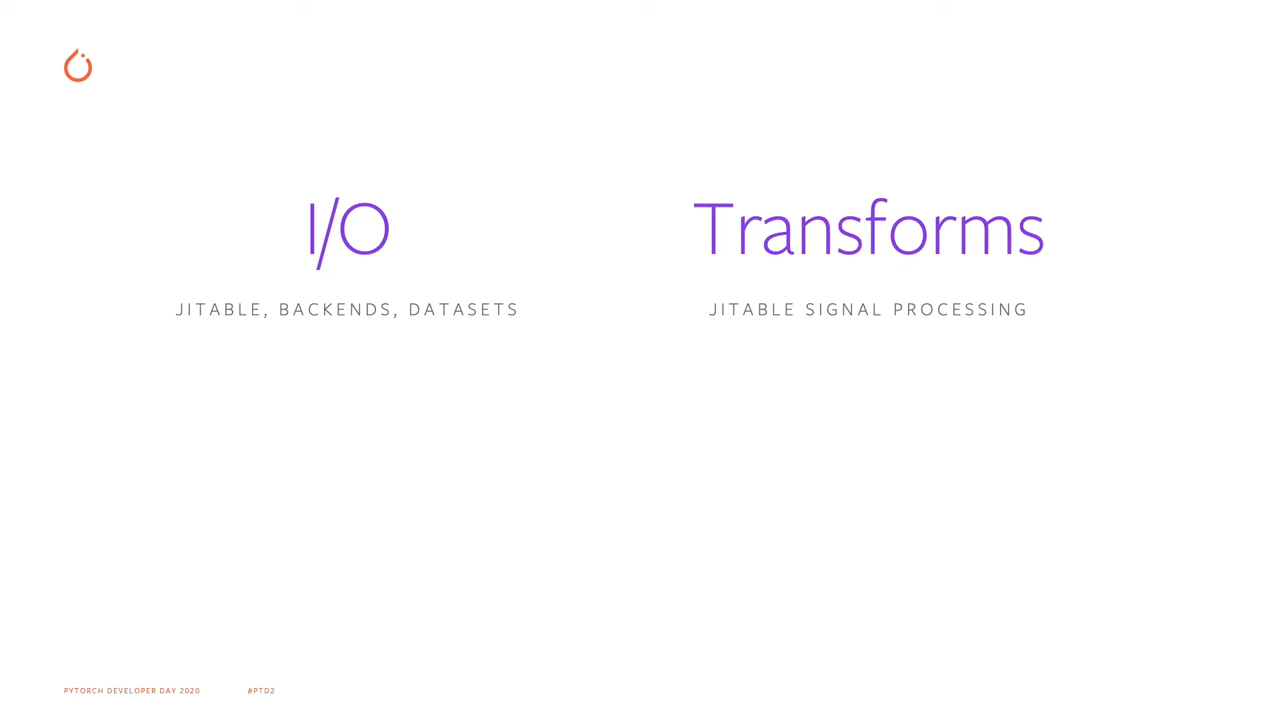 I/O
JITABLE, BACKENDS, DATASETS
Transforms
JITABLE SIGNAL PROCESSING
PYTORCH DEVELOPER DAY 2020
#PTD2